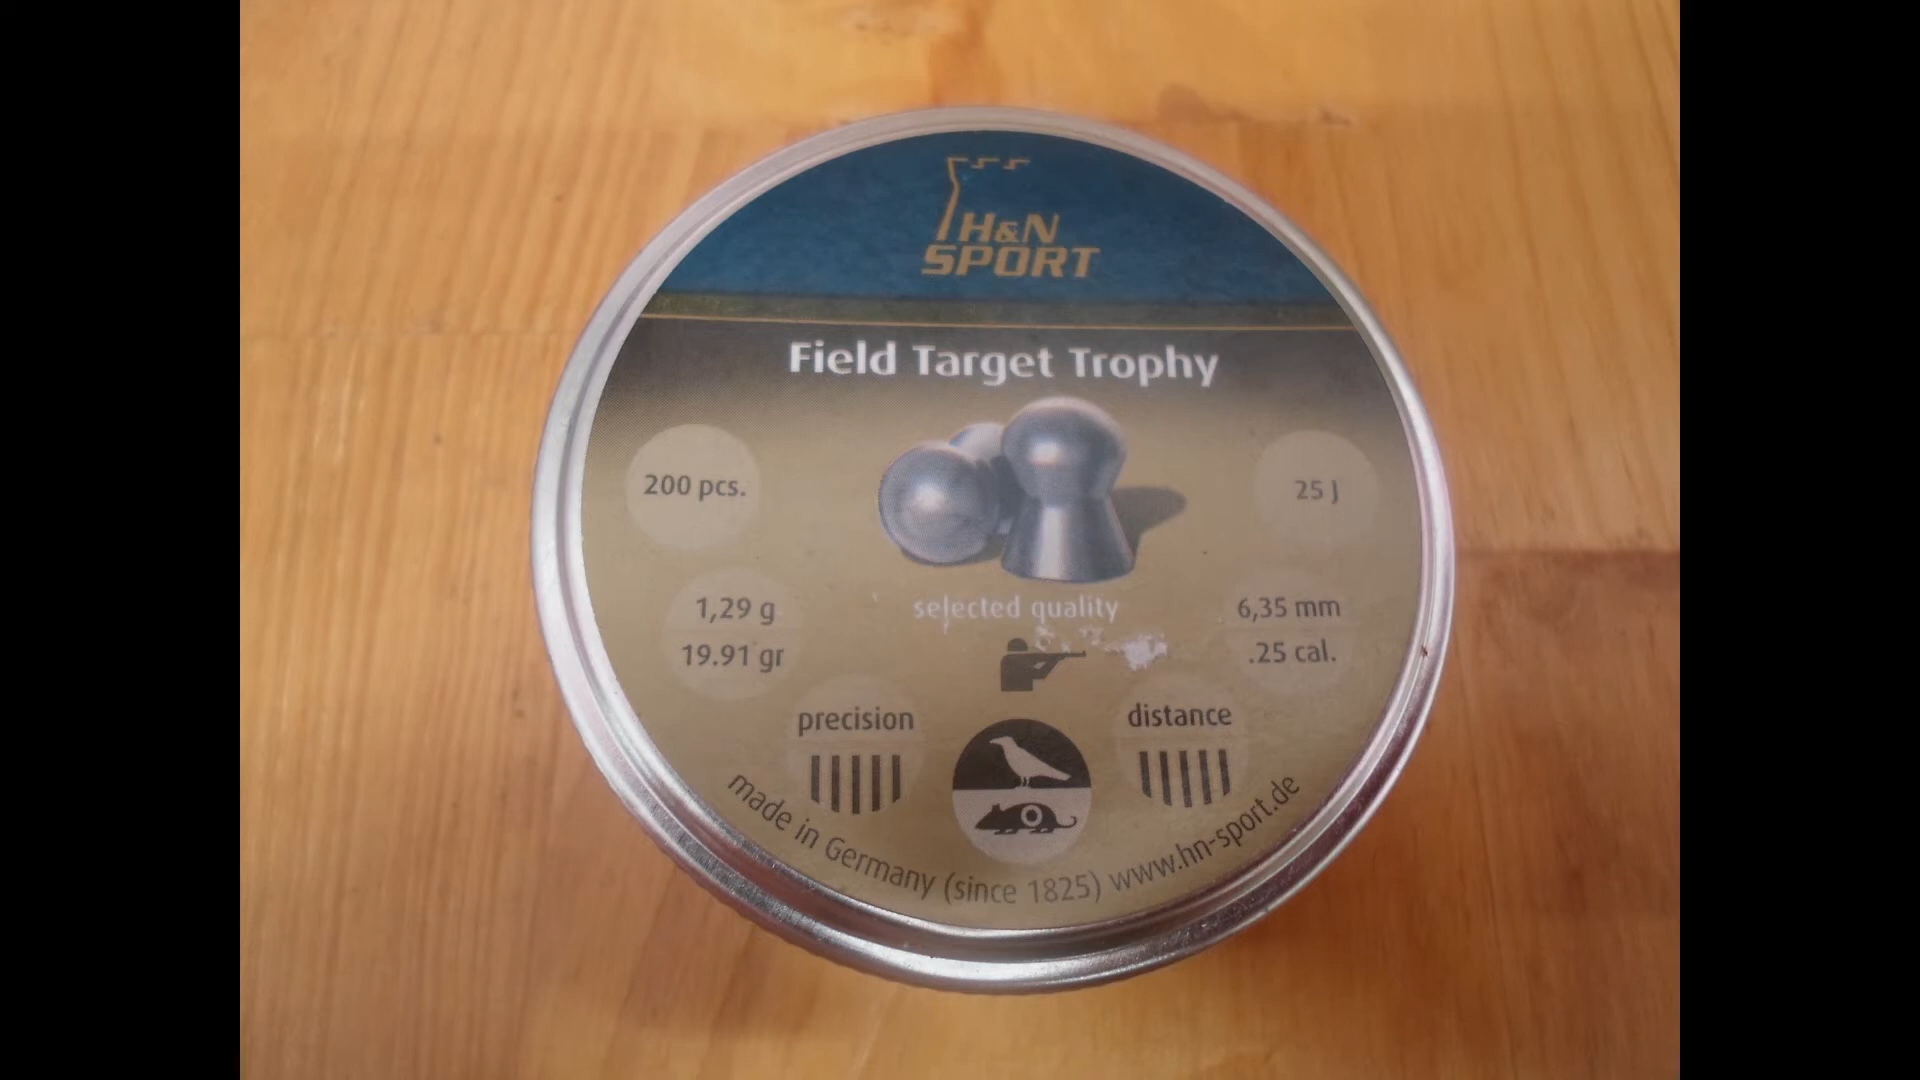 H&N
SPORT
Field Target Trophy
200 pcs.
25 J
selected quality
1,29 g
19.91 gr
6,35 mm
.25 cal.
precision
distance
made in Germany (since 1825) www.hn-sport.de